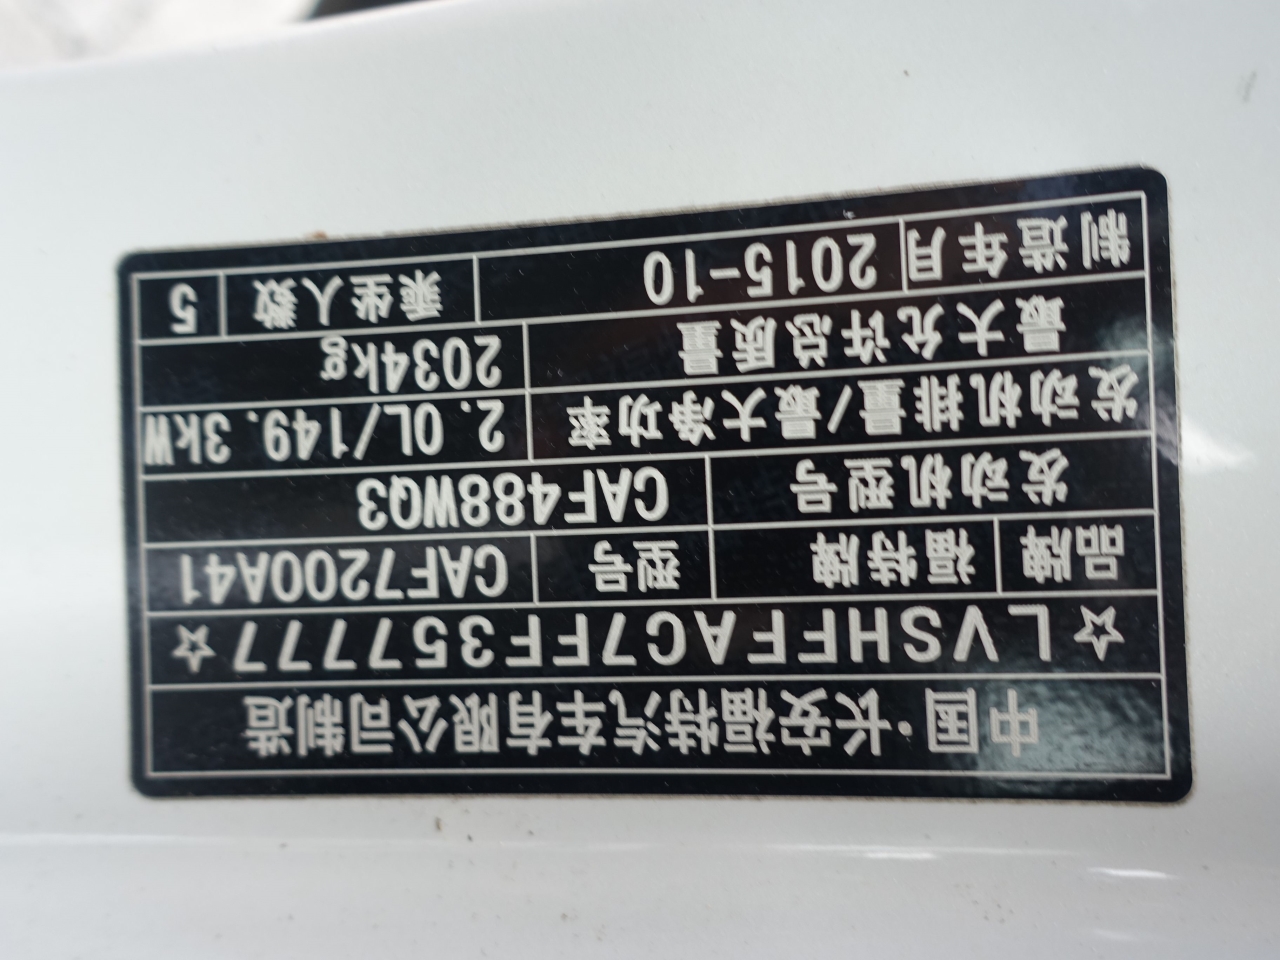 中国·长安福特汽车有限公司制造
☆LVSHFFAC7FF357777☆
品牌 福特牌 型号 CAF7200A41
发动机型号 CAF488WQ3
发动机排量/最大净功率 2.0L/149.3kW
最大允许总质量 2034kg
制造年月 2015-10 乘坐人数 5